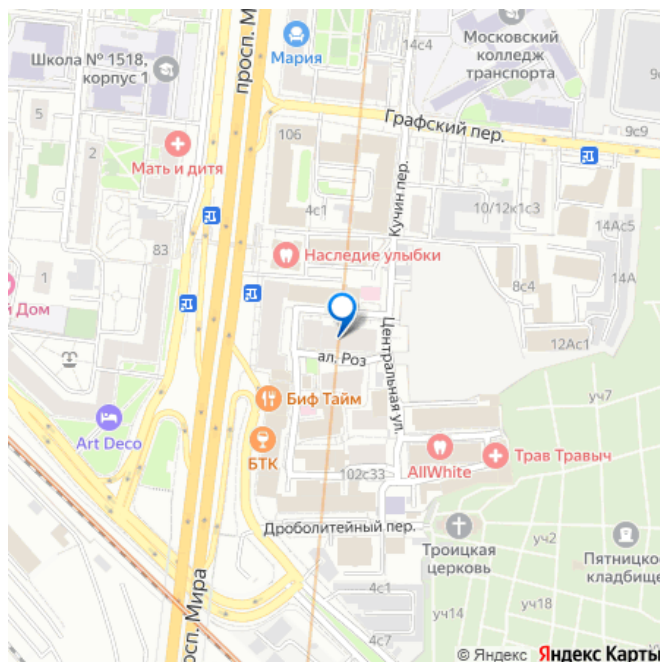 14с4
Московский
колледж
транспорта
Школа № 1518,
корпус 1
просп. М
Мария
5
106
Графский пер.
9с9
2
Мать и дитя
Кучин пер.
4с1
10/12к1с3
14Ас5
83
Наследие улыбки
14А
1
8с4
й Дом
12Ас1
ал. Роз
Центральная ул.
уч7
Биф Тайм
Art Deco
БТК
AllWhite
Трав Травыч
102с33
Дроболитейный пер.
Троицкая
церковь
уч2
Пятницкое
кладбище
4с1
уч18
уч14
просп. Мира
4с7
© Яндекс Яндекс Карты